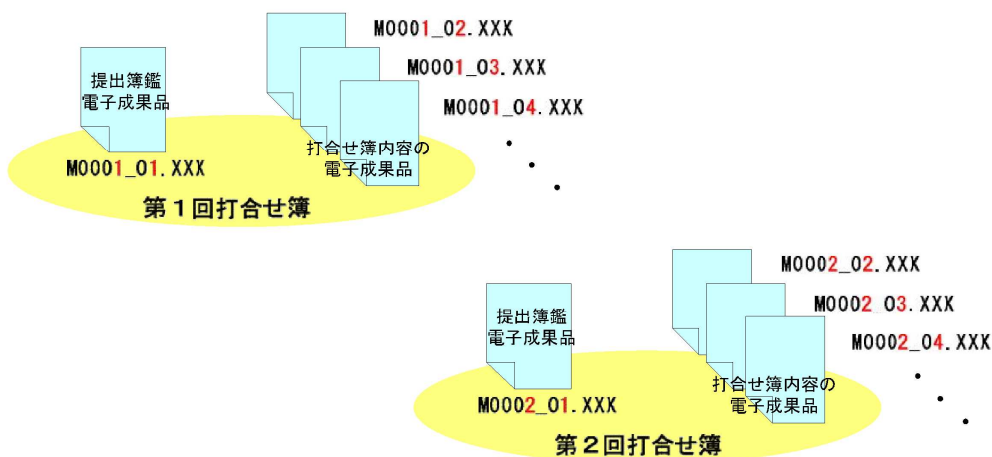 M0001_02.XXX
M0001_03.XXX
M0001_04.XXX
提出簿鑑
電子成果品
打合せ簿内容の
電子成果品
M0001_01.XXX
第1回打合せ簿
M0002_02.XXX
M0002_03.XXX
M0002_04.XXX
提出簿鑑
電子成果品
打合せ簿内容の
電子成果品
M0002_01.XXX
第2回打合せ簿